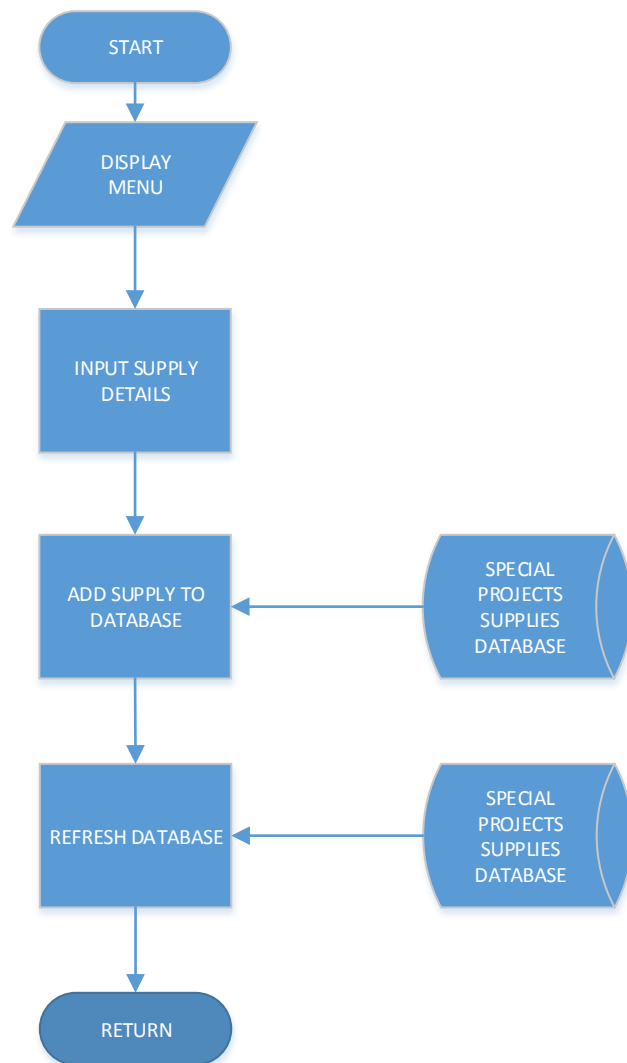 START
DISPLAY
MENU
INPUT SUPPLY
DETAILS
ADD SUPPLY TO
DATABASE
SPECIAL
PROJECTS
SUPPLIES
DATABASE
REFRESH DATABASE
SPECIAL
PROJECTS
SUPPLIES
DATABASE
RETURN